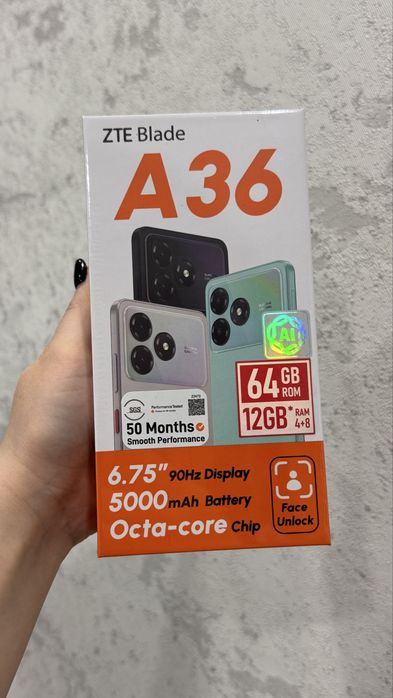 ZTE Blade
A36
AI
64 GB ROM
12GB* RAM 4+8
SGS
Performance Tested
50 Months
Smooth Performance
6.75" 90Hz Display
5000mAh Battery
Octa-core Chip
Face
Unlock